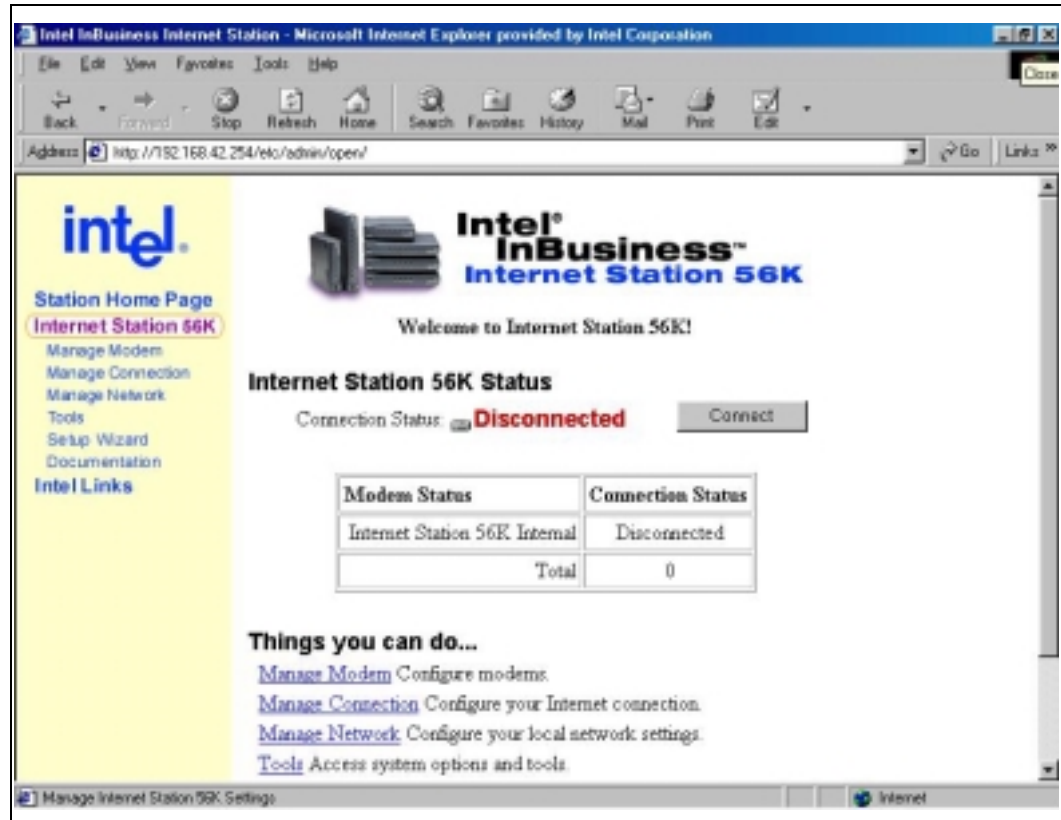 Intel InBusiness Internet Station - Microsoft Internet Explorer provided by Intel Corporation
File Edit View Favorites Tools Help
Close
Back Forward Stop Refresh Home Search Favorites History Mail Print Edit
Address http://192.168.42.254/etc/admin/open/ Go Links »
intel.
Station Home Page
Internet Station 56K
Manage Modem
Manage Connection
Manage Network
Tools
Setup Wizard
Documentation
Intel Links
Intel®
InBusiness™
Internet Station 56K
Welcome to Internet Station 56K!
Internet Station 56K Status
Connection Status: Disconnected Connect
Modem Status Connection Status
Internet Station 56K Internal Disconnected
Total 0
Things you can do...
Manage Modem Configure modems.
Manage Connection Configure your Internet connection.
Manage Network Configure your local network settings.
Tools Access system options and tools.
Manage Internet Station 56K Settings Internet